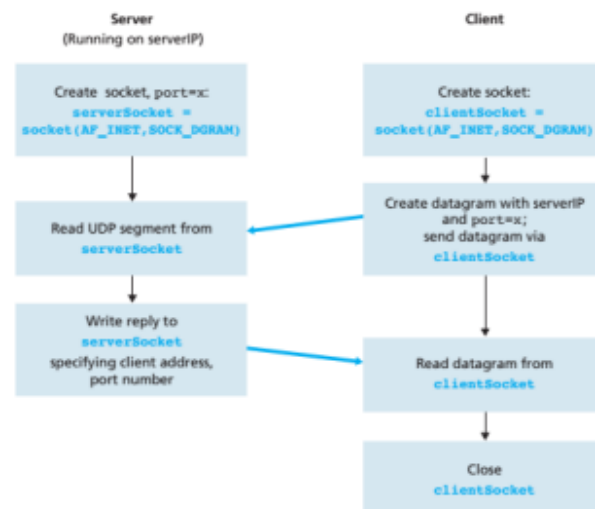 Server
(Running on serverIP)
Create socket, port=x:
serverSocket =
socket(AF_INET,SOCK_DGRAM)
Read UDP segment from
serverSocket
Write reply to
serverSocket
specifying client address,
port number
Client
Create socket:
clientSocket =
socket(AF_INET,SOCK_DGRAM)
Create datagram with serverIP
and port=x;
send datagram via
clientSocket
Read datagram from
clientSocket
Close
clientSocket